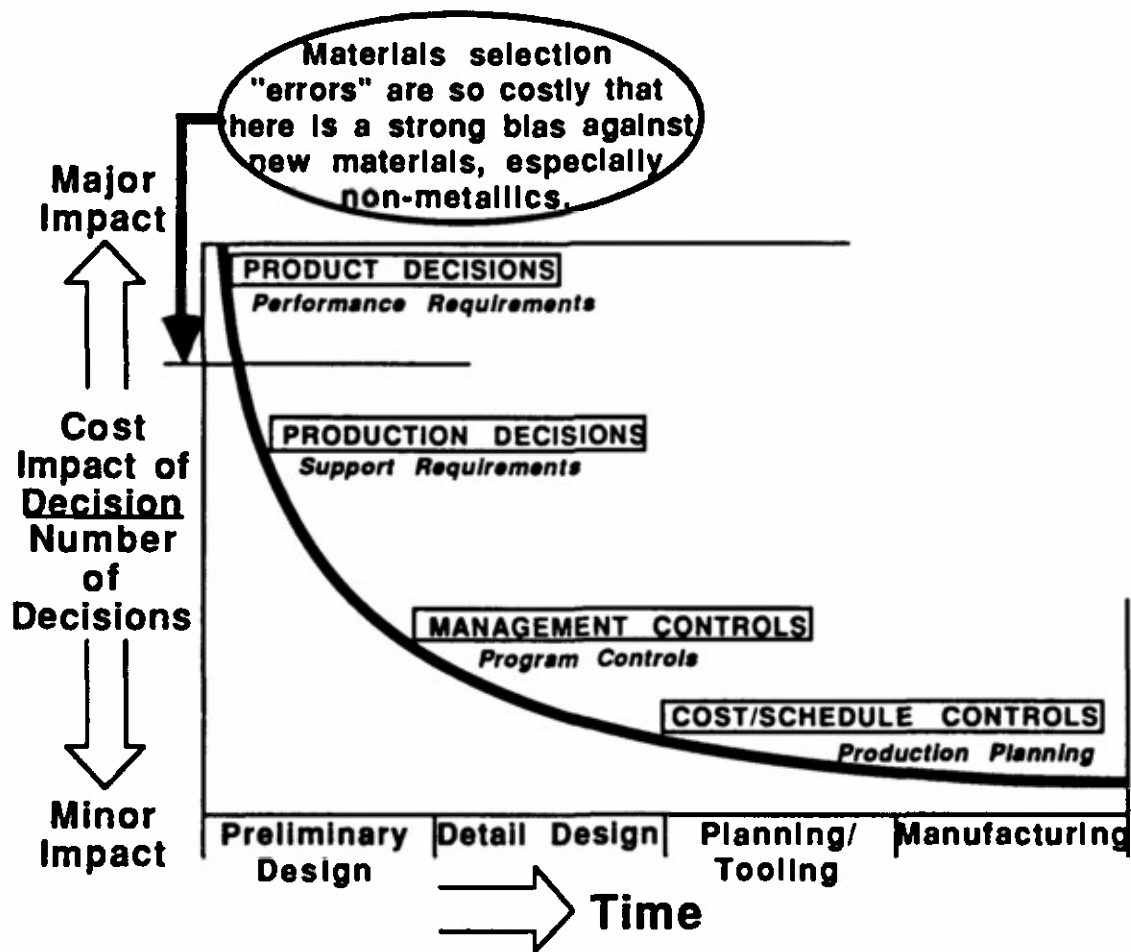 Materials selection
"errors" are so costly that
here is a strong bias against
new materials, especially
non-metallics.
Major
Impact
PRODUCT DECISIONS
Performance Requirements
Cost
Impact of
Decision
Number
of
Decisions
PRODUCTION DECISIONS
Support Requirements
MANAGEMENT CONTROLS
Program Controls
COST/SCHEDULE CONTROLS
Production Planning
Minor
Impact
Preliminary
Design
Detail Design
Planning/
Tooling
Manufacturing
Time